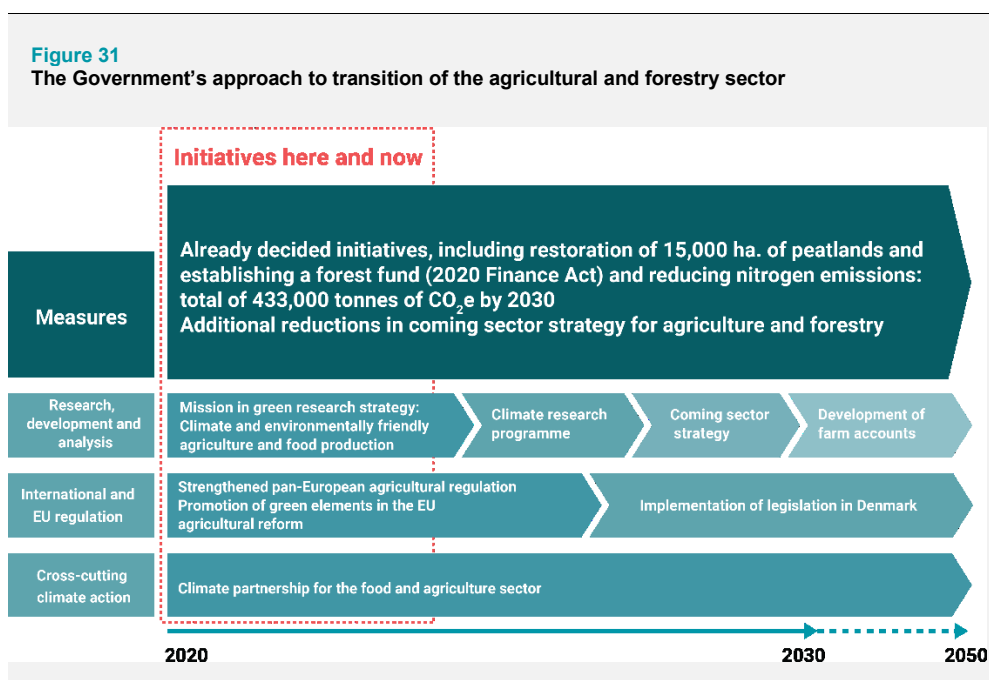 Figure 31
The Government's approach to transition of the agricultural and forestry sector
Initiatives here and now
Measures
Already decided initiatives, including restoration of 15,000 ha. of peatlands and
establishing a forest fund (2020 Finance Act) and reducing nitrogen emissions:
total of 433,000 tonnes of CO₂e by 2030
Additional reductions in coming sector strategy for agriculture and forestry
Research,
development and
analysis
Mission in green research strategy:
Climate and environmentally friendly
agriculture and food production
Climate research
programme
Coming sector
strategy
Development of
farm accounts
International and
EU regulation
Strengthened pan-European agricultural regulation
Promotion of green elements in the EU
agricultural reform
Implementation of legislation in Denmark
Cross-cutting
climate action
Climate partnership for the food and agriculture sector
2020
2030
2050